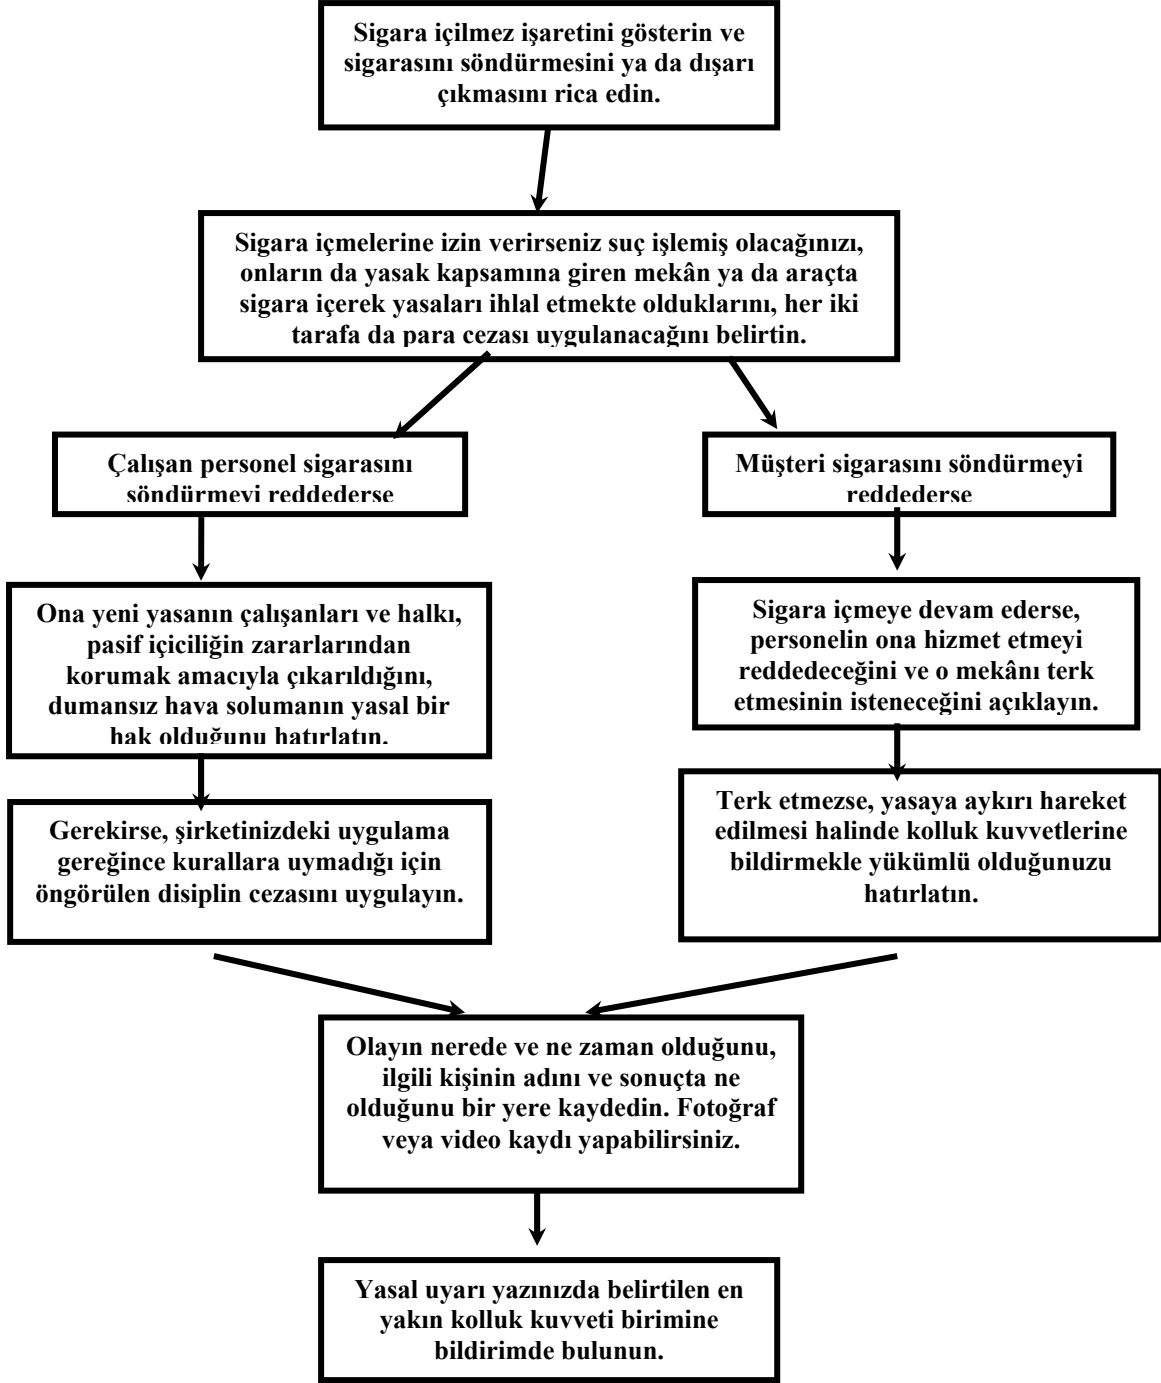 Sigara içilmez işaretini gösterin ve
sigarasını söndürmesini ya da dışarı
çıkmasını rica edin.
Sigara içmelerine izin verirseniz suç işlemiş olacağınızı,
onların da yasak kapsamına giren mekân ya da araçta
sigara içerek yasaları ihlal etmekte olduklarını, her iki
tarafa da para cezası uygulanacağını belirtin.
Çalışan personel sigarasını
söndürmeyi reddederse
Ona yeni yasanın çalışanları ve halkı,
pasif içiciliğin zararlarından
korumak amacıyla çıkarıldığını,
dumansız hava solumanın yasal bir
hak olduğunu hatırlatın.
Gerekirse, şirketinizdeki uygulama
gereğince kurallara uymadığı için
öngörülen disiplin cezasını uygulayın.
Müşteri sigarasını söndürmeyi
reddederse
Sigara içmeye devam ederse,
personelin ona hizmet etmeyi
reddedeceğini ve o mekânı terk
etmesinin isteneceğini açıklayın.
Terk etmezse, yasaya aykırı hareket
edilmesi halinde kolluk kuvvetlerine
bildirmekle yükümlü olduğunuzu
hatırlatın.
Olayın nerede ve ne zaman olduğunu,
ilgili kişinin adını ve sonuçta ne
olduğunu bir yere kaydedin. Fotoğraf
veya video kaydı yapabilirsiniz.
Yasal uyarı yazınızda belirtilen en
yakın kolluk kuvveti birimine
bildirimde bulunun.